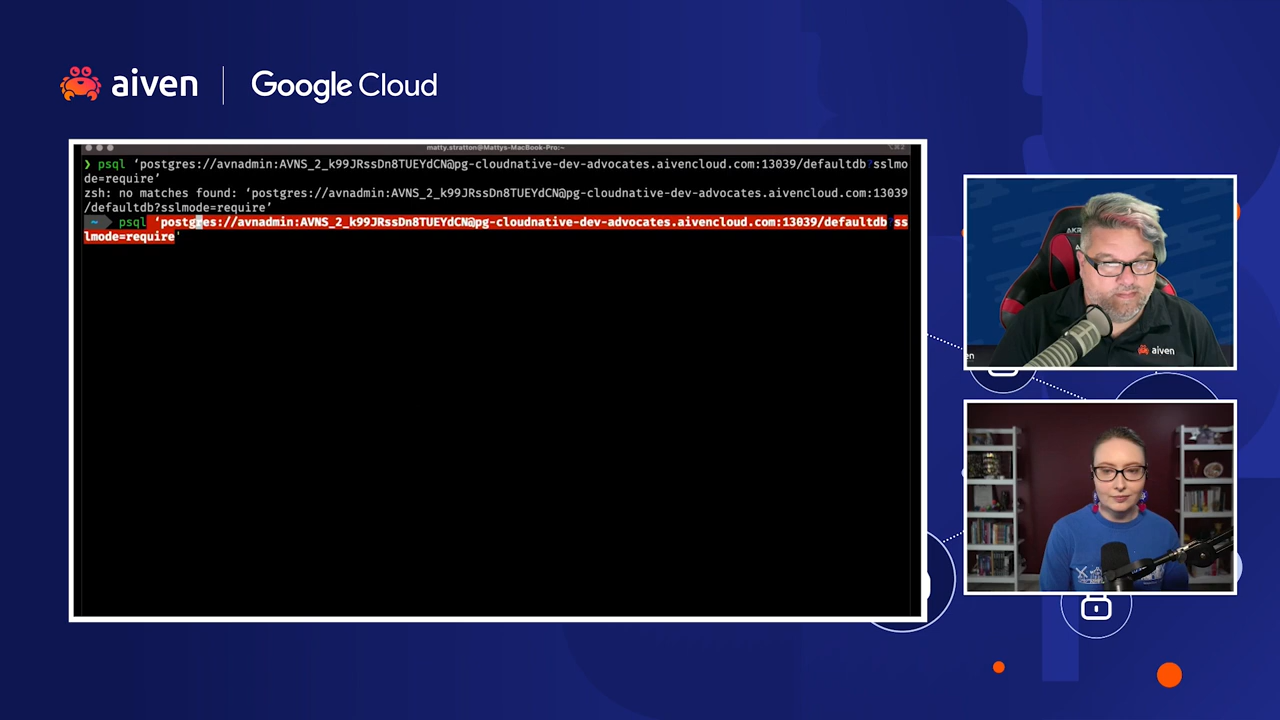 aiven
Google Cloud
matty.stratton@Mattys-MacBook-Pro:~
❯ psql ‘postgres://avnadmin:AVNS_2_k99JRssDn8TUEYdCN@pg-cloudnative-dev-advocates.aivencloud.com:13039/defaultdb?sslmo
de=require’
zsh: no matches found: ‘postgres://avnadmin:AVNS_2_k99JRssDn8TUEYdCN@pg-cloudnative-dev-advocates.aivencloud.com:13039
/defaultdb?sslmode=require’
~ psql ‘postgres://avnadmin:AVNS_2_k99JRssDn8TUEYdCN@pg-cloudnative-dev-advocates.aivencloud.com:13039/defaultdb?ss
lmode=require'
aiven